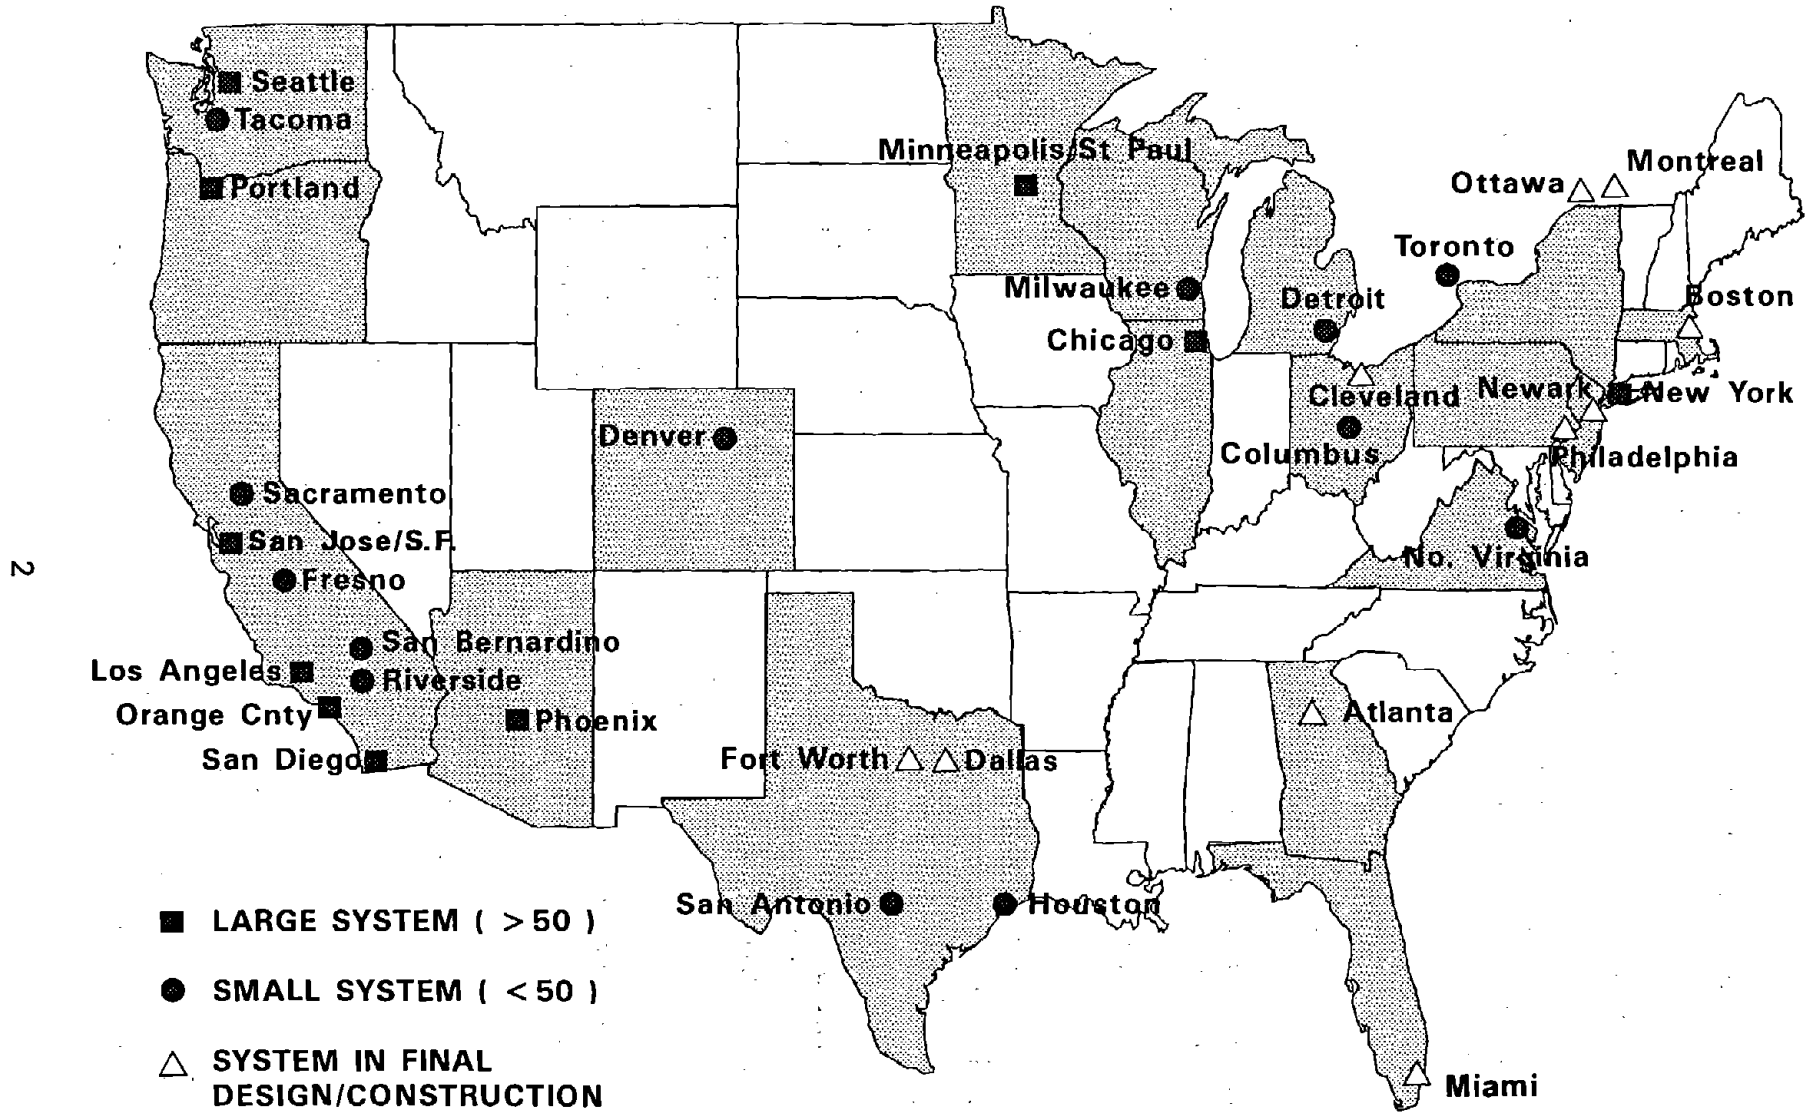 Seattle
Tacoma
Portland
Minneapolis/St Paul
Montreal
Ottawa
Toronto
Milwaukee
Detroit
Boston
Chicago
Cleveland
Newark
New York
Denver
Columbus
Philadelphia
Sacramento
San Jose/S.F.
No. Virginia
Fresno
San Bernardino
Los Angeles
Riverside
Orange Cnty
Phoenix
Atlanta
San Diego
Fort Worth
Dallas
San Antonio
Houston
LARGE SYSTEM ( >50 )
SMALL SYSTEM ( <50 )
SYSTEM IN FINAL
DESIGN/CONSTRUCTION
Miami
2